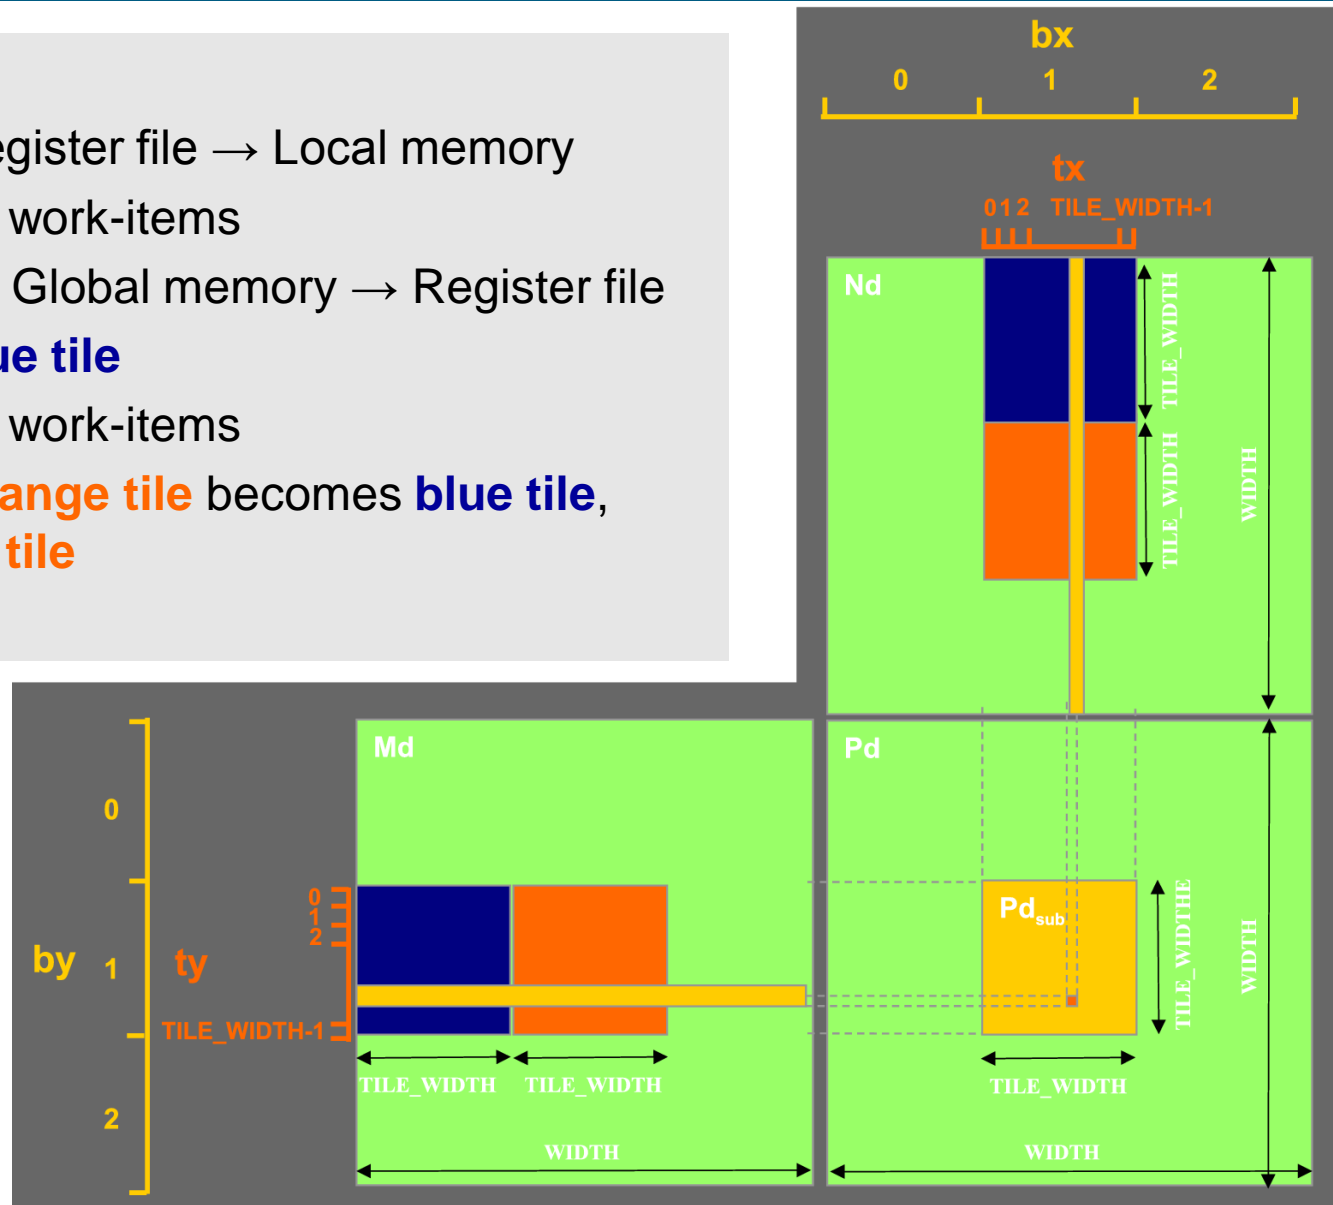 egister file → Local memory
work-items
Global memory → Register file
ue tile
work-items
ange tile becomes blue tile,
tile
bx
0 1 2
tx
0 1 2 TILE_WIDTH-1
Nd
TILE_WIDTH
TILE_WIDTH
WIDTH
Md
Pd
0
0
1
2
by 1 ty
TILE_WIDTH-1
2
TILE_WIDTH TILE_WIDTH
WIDTH
Pdsub
TILE_WIDTHE
WIDTH
TILE_WIDTH
WIDTH